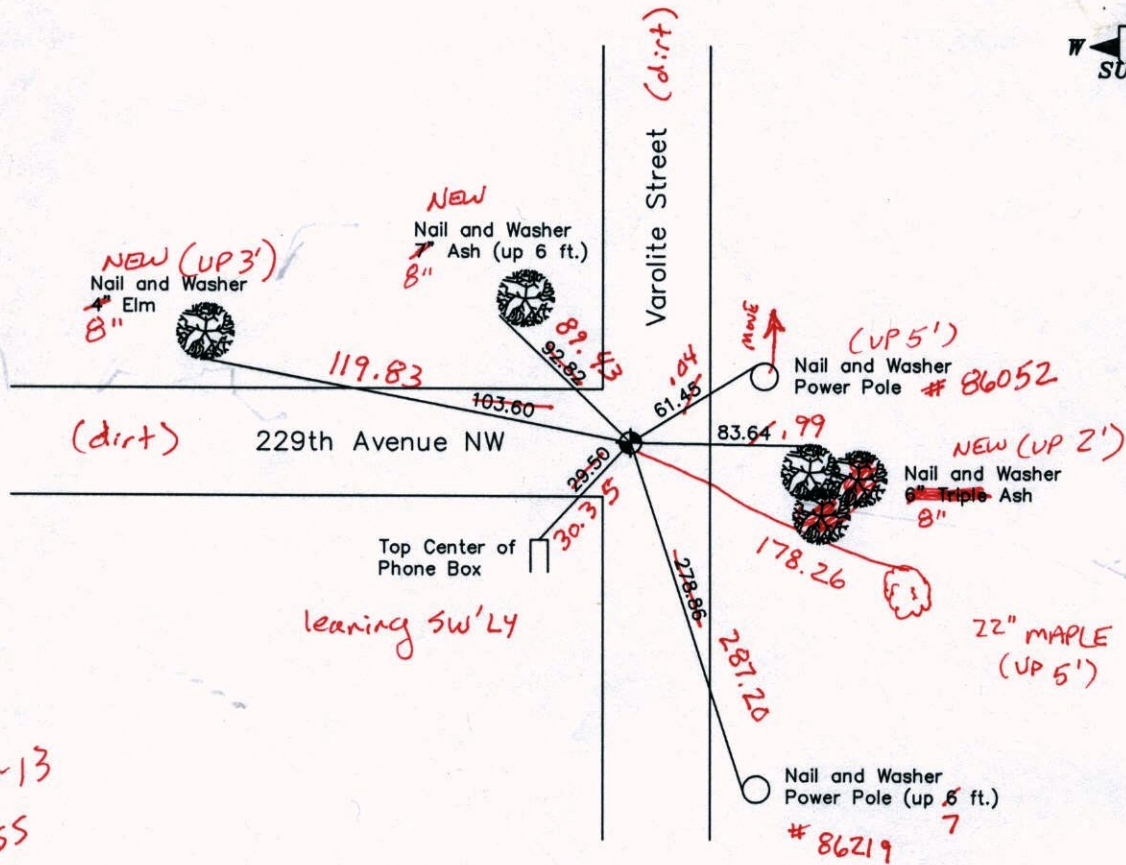 W
SU
Varolite Street (dirt)
NEW
Nail and Washer
7" Ash (up 6 ft.)
8"
NEW (UP 3')
Nail and Washer
4" Elm
8"
89.43
92.82
119.83
103.60
MOVE
(UP 5')
Nail and Washer
Power Pole # 86052
.04
61.45
(dirt) 229th Avenue NW
83.64 .99
NEW (UP 2')
Nail and Washer
6" Triple Ash
8"
29.50
30.35
Top Center of
Phone Box
leaning SW'LY
178.26
22" MAPLE
(UP 5')
278.86
287.20
Nail and Washer
Power Pole (up 6 ft.)
7
# 86219
-13